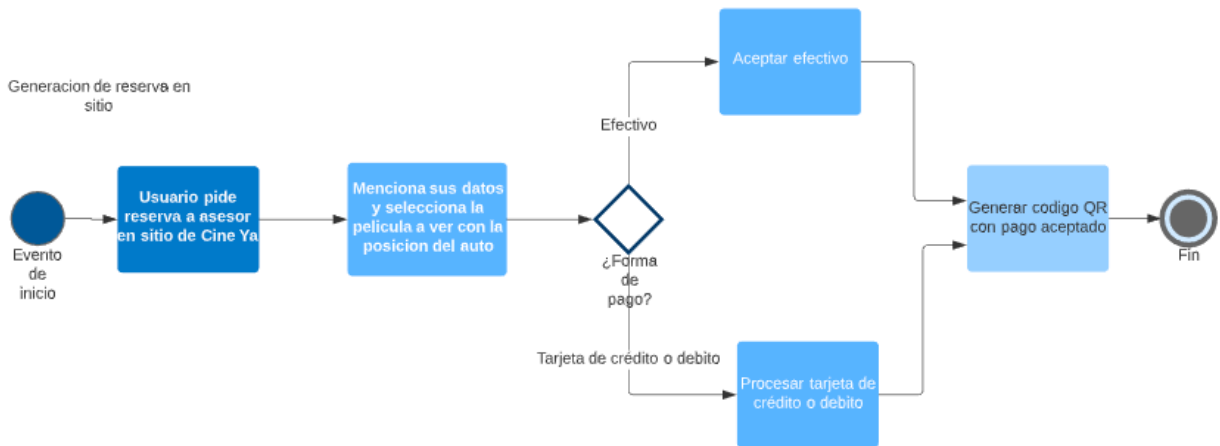 Generacion de reserva en
sitio
Evento
de
inicio
Usuario pide
reserva a asesor
en sitio de Cine Ya
Menciona sus datos
y selecciona la
pelicula a ver con la
posicion del auto
¿Forma
de
pago?
Efectivo
Aceptar efectivo
Tarjeta de crédito o debito
Procesar tarjeta de
crédito o debito
Generar codigo QR
con pago aceptado
Fin